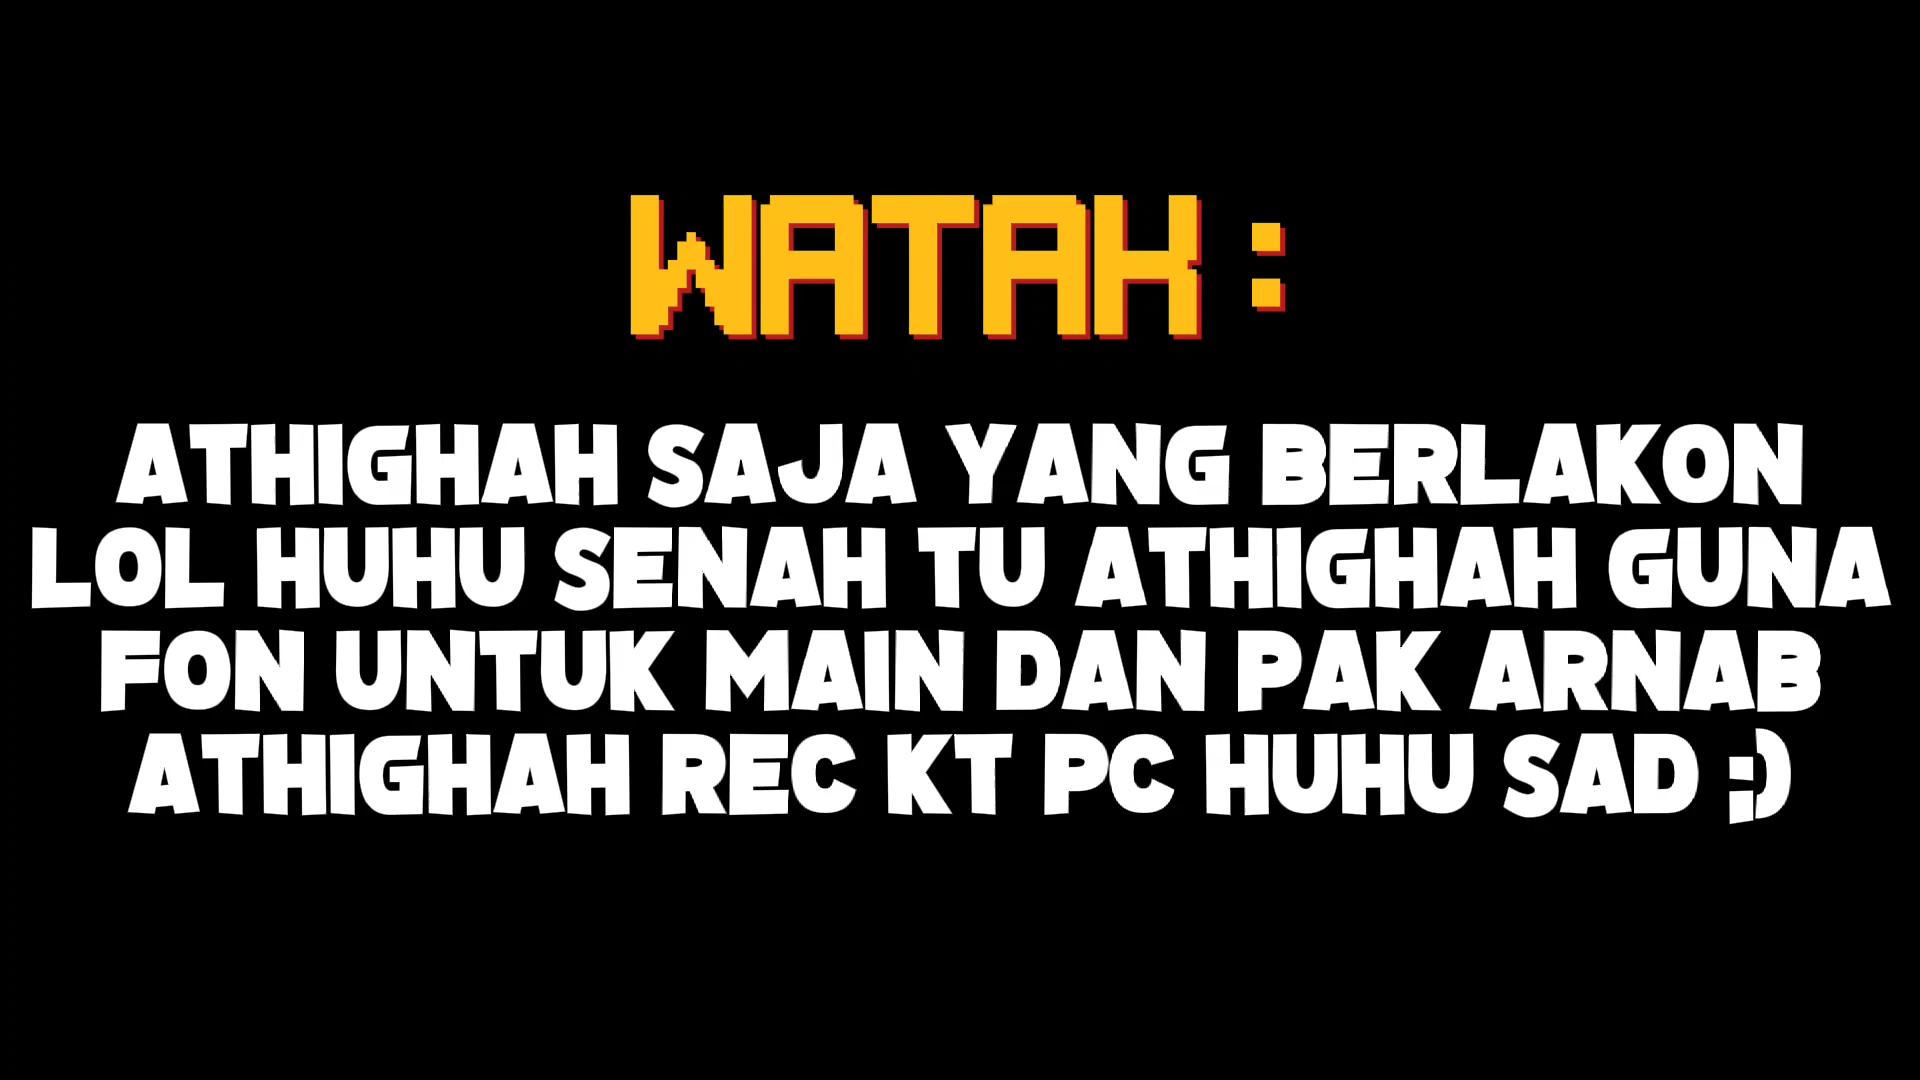 WATAK :
ATHIGHAH SAJA YANG BERLAKON
LOL HUHU SENAH TU ATHIGHAH GUNA
FON UNTUK MAIN DAN PAK ARNAB
ATHIGHAH REC KT PC HUHU SAD ;)